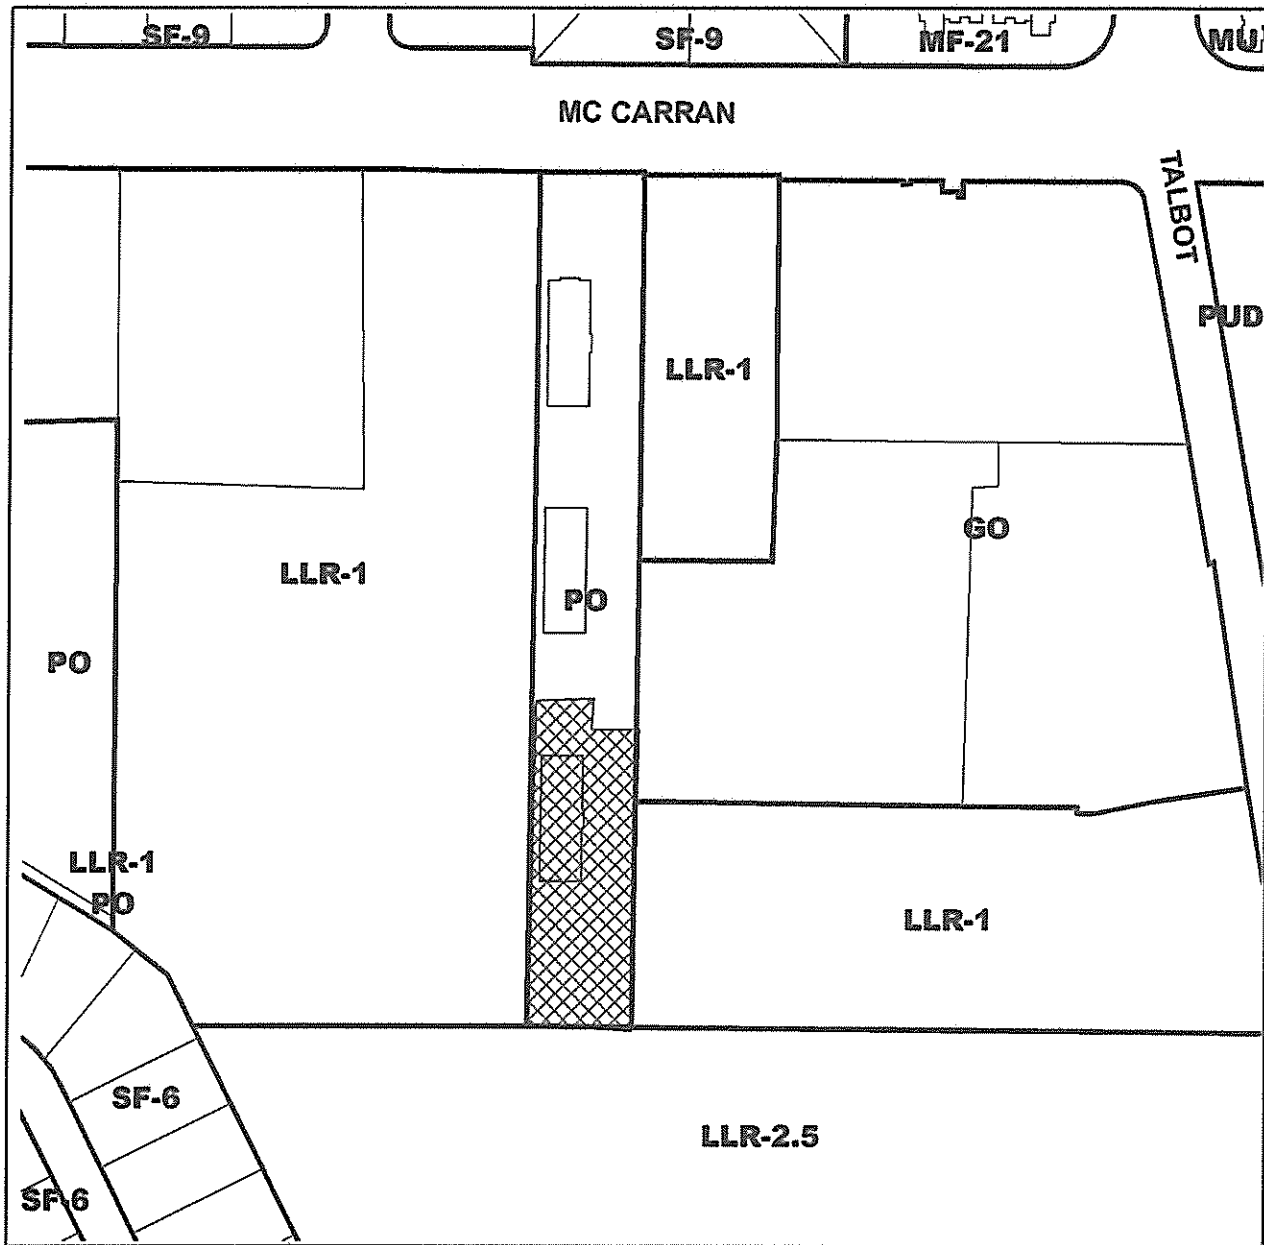 SF-9
SF-9
MF-21
MU
MC CARRAN
TALBOT
PUD
LLR-1
GO
LLR-1
PO
PO
LLR-1
PO
LLR-1
SF-6
LLR-2.5
SF-6